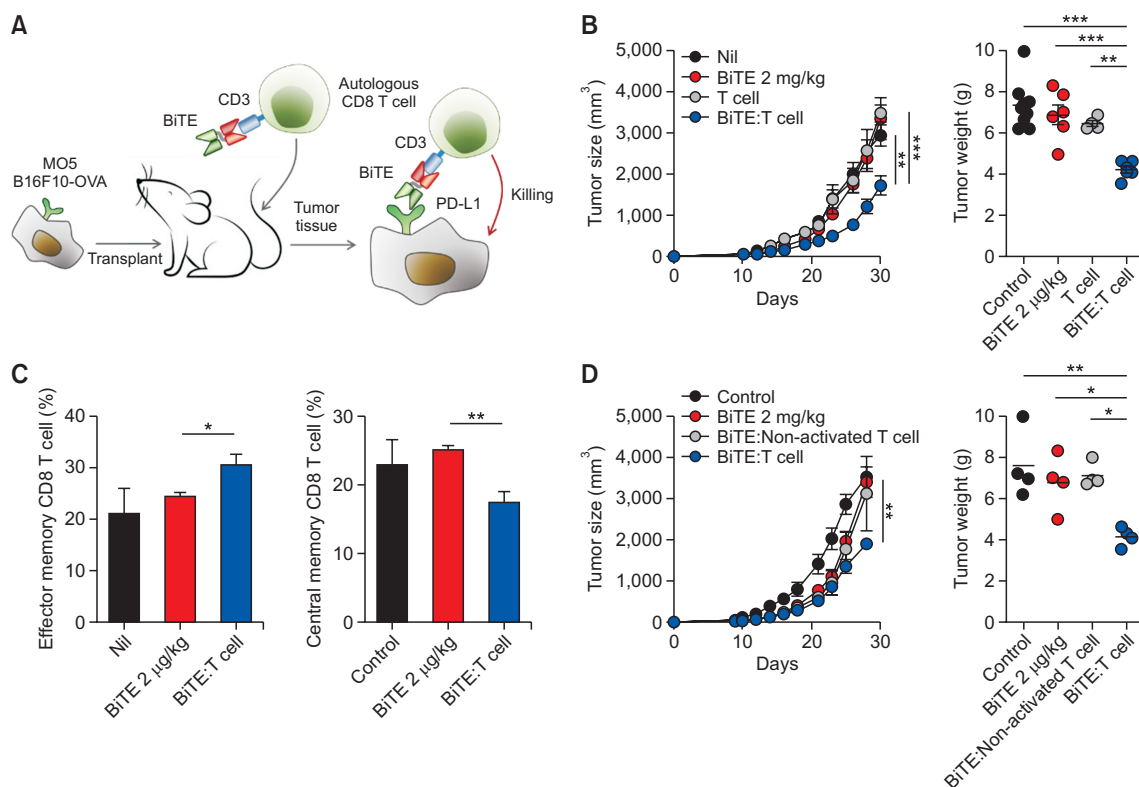 A
BiTE
CD3
Autologous
CD8 T cell
CD3
BiTE
PD-L1
Killing
MO5
B16F10-OVA
Transplant
Tumor
tissue
B
Tumor size (mm³)
5,000
4,000
3,000
2,000
1,000
0
0
10
20
30
Days
Nil
BiTE 2 mg/kg
T cell
BiTE:T cell
**
***
Tumor weight (g)
10
8
6
4
2
0
***
***
**
Control
BiTE 2 µg/kg
T cell
BiTE:T cell
C
Effector memory CD8 T cell (%)
40
30
20
10
0
*
Nil
BiTE 2 µg/kg
BiTE:T cell
Central memory CD8 T cell (%)
30
20
10
0
**
Control
BiTE 2 µg/kg
BiTE:T cell
D
Tumor size (mm³)
5,000
4,000
3,000
2,000
1,000
0
0
10
20
30
Days
Control
BiTE 2 mg/kg
BiTE:Non-activated T cell
BiTE:T cell
**
Tumor weight (g)
10
8
6
4
2
0
**
*
*
Control
BiTE 2 µg/kg
BiTE:Non-activated T cell
BiTE:T cell